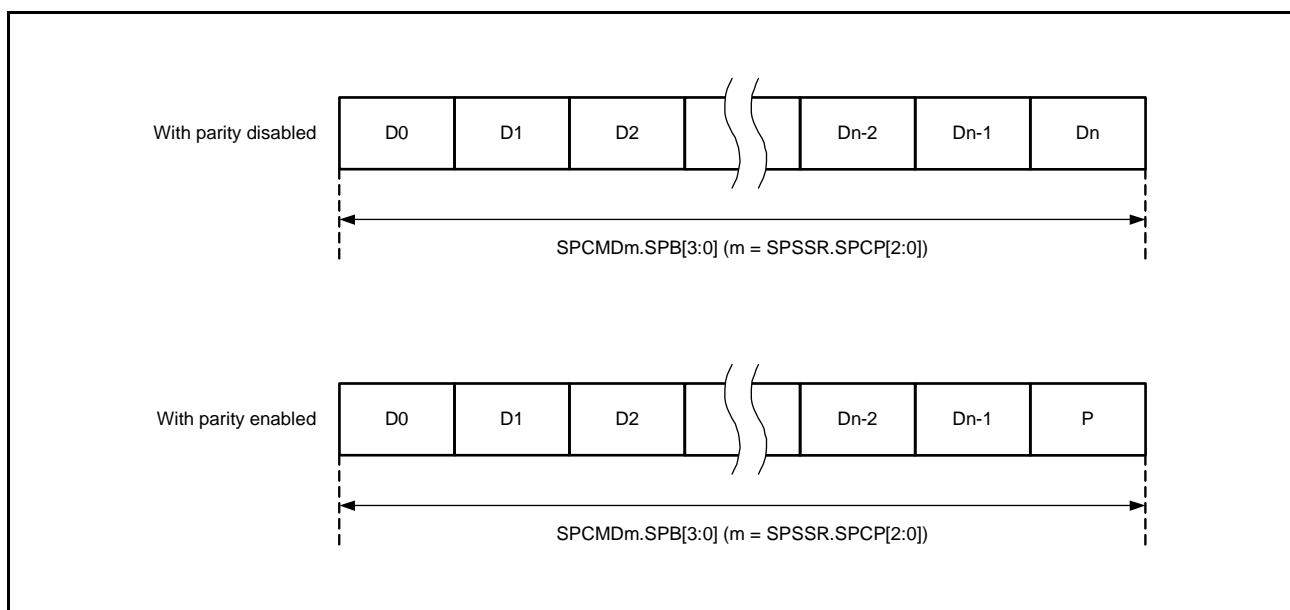 With parity disabled D0 D1 D2 Dn-2 Dn-1 Dn
SPCMDm.SPB[3:0] (m = SPSSR.SPCP[2:0])
With parity enabled D0 D1 D2 Dn-2 Dn-1 P
SPCMDm.SPB[3:0] (m = SPSSR.SPCP[2:0])